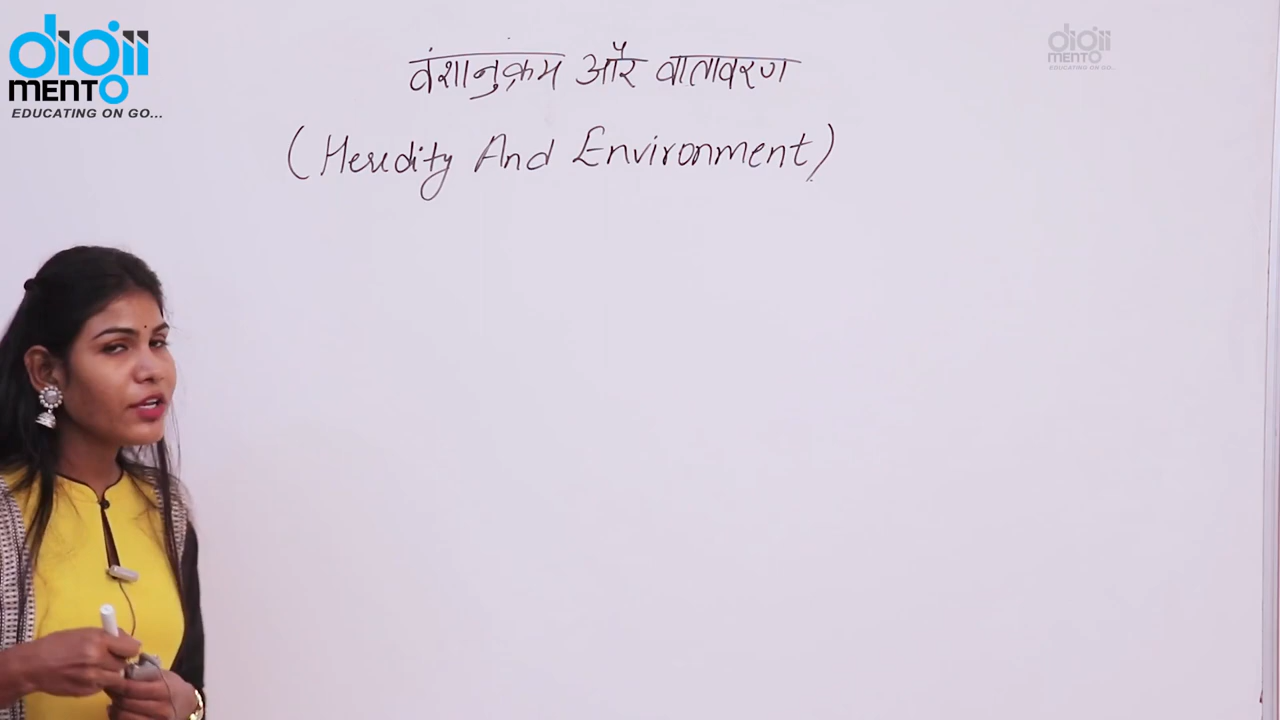 digii
MENTO
EDUCATING ON GO...
वंशानुक्रम और वातावरण
(Heredity And Environment)
digii
MENTO
EDUCATING ON GO...